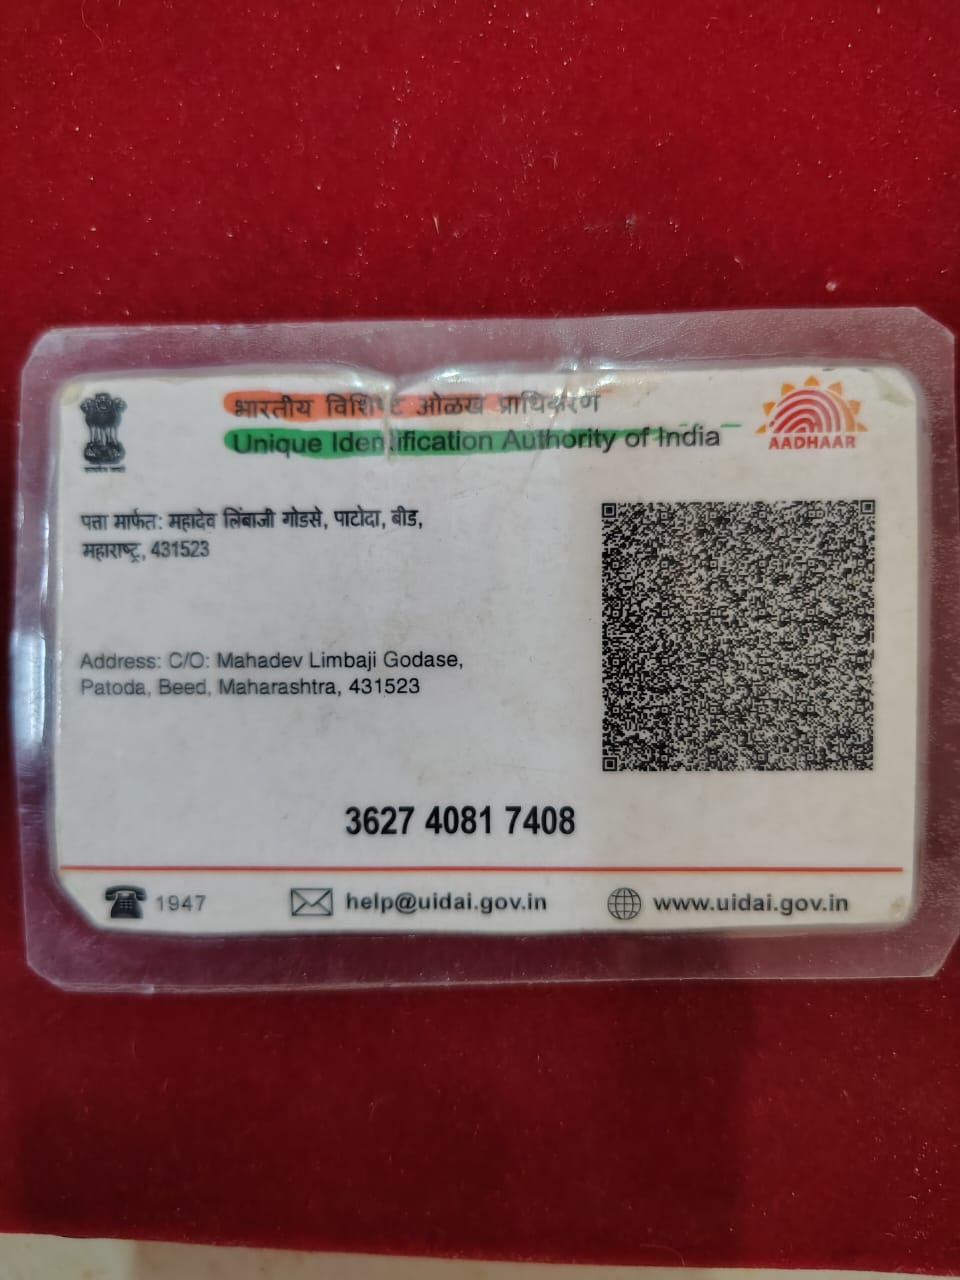 भारतीय विशिष्ट ओळख प्राधिकरण
Unique Identification Authority of India
AADHAAR
पत्ता मार्फत: महादेव लिंबाजी गोडसे, पाटोदा, बीड,
महाराष्ट्र, 431523
Address: C/O: Mahadev Limbaji Godase,
Patoda, Beed, Maharashtra, 431523
3627 4081 7408
1947
help@uidai.gov.in
www.uidai.gov.in